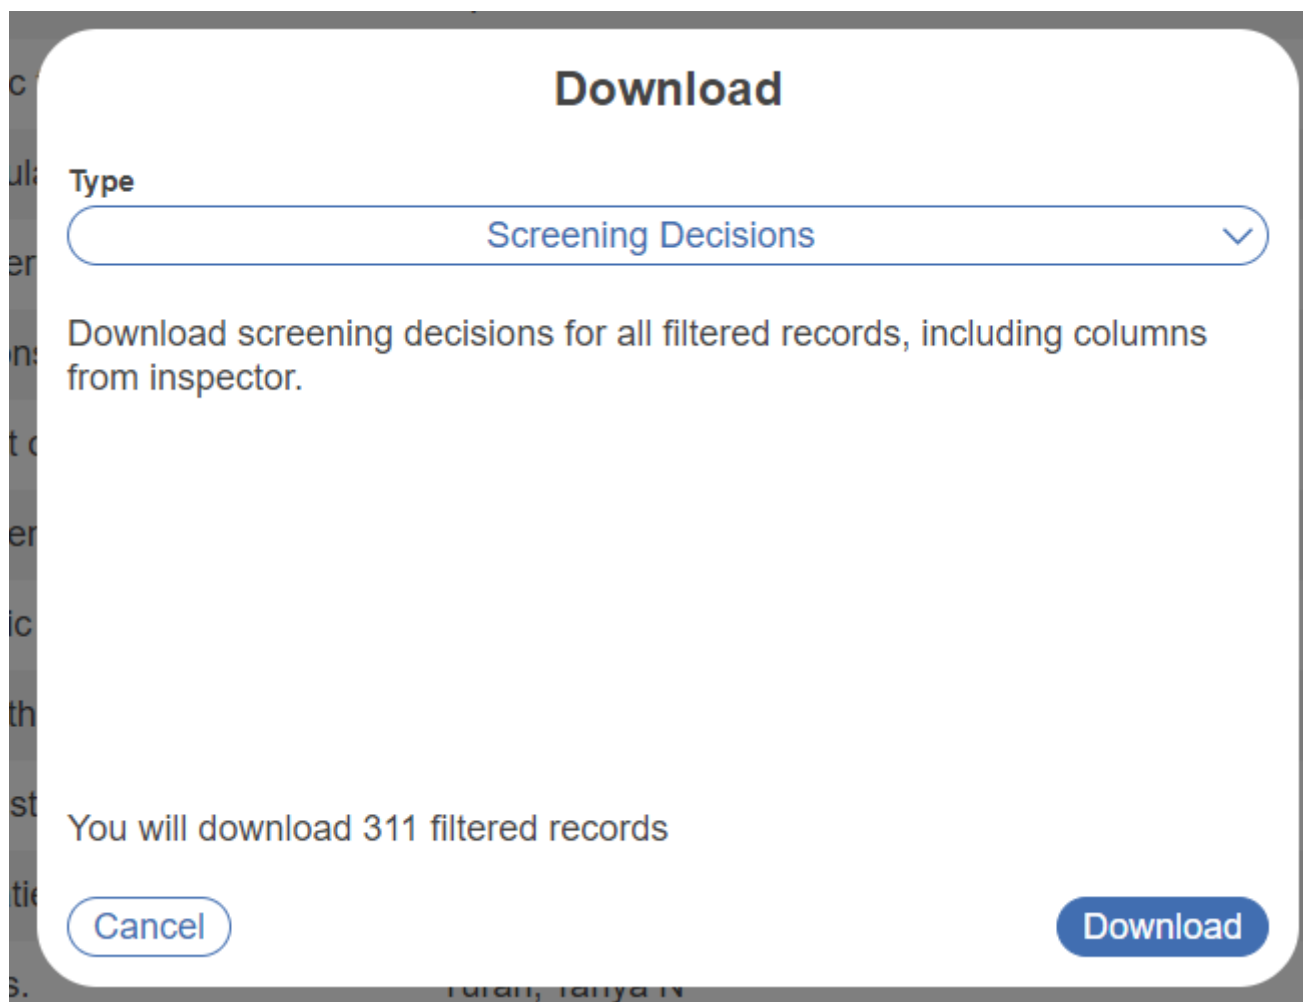 Download
Type
Screening Decisions
Download screening decisions for all filtered records, including columns
from inspector.
You will download 311 filtered records
Cancel
Download